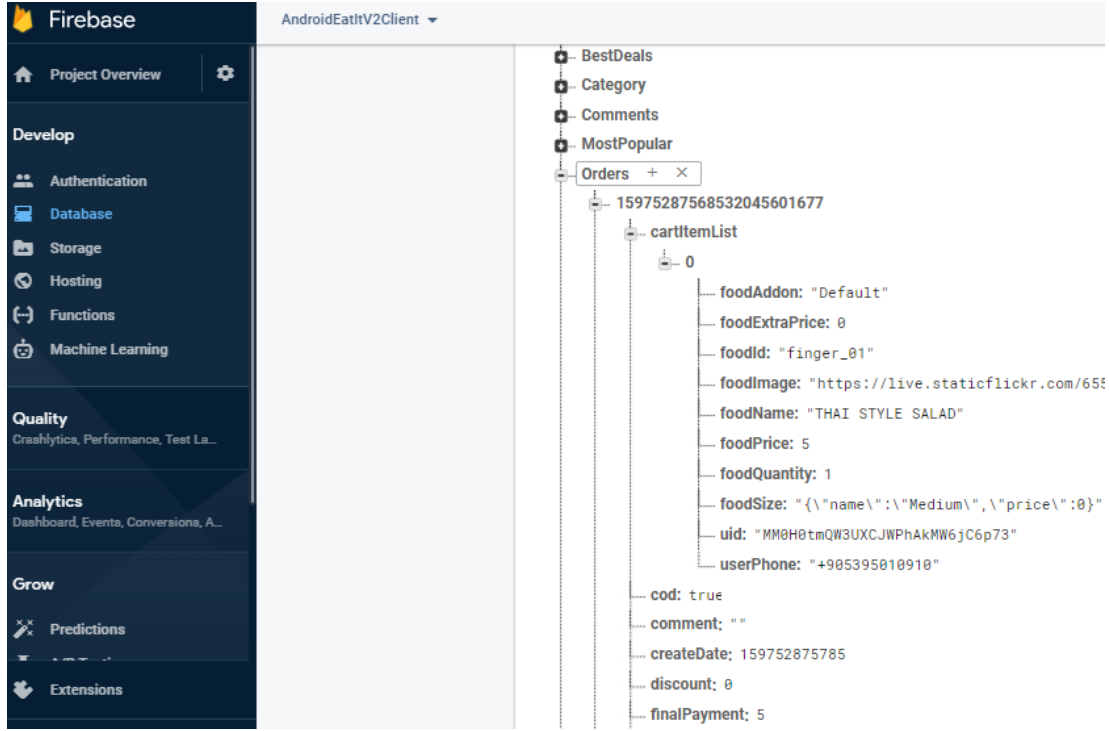 Firebase
AndroidEatItV2Client
Project Overview
Develop
Authentication
Database
Storage
Hosting
Functions
Machine Learning
Quality
Crashlytics, Performance, Test La...
Analytics
Dashboard, Events, Conversions, A...
Grow
Predictions
Extensions
BestDeals
Category
Comments
MostPopular
Orders + ×
15975287568532045601677
cartItemList
0
foodAddon: "Default"
foodExtraPrice: 0
foodId: "finger_01"
foodImage: "https://live.staticflickr.com/655
foodName: "THAI STYLE SALAD"
foodPrice: 5
foodQuantity: 1
foodSize: "{\"name\":\"Medium\",\"price\":0}"
uid: "MM0H0tmQW3UXCJWPhAkMW6jC6p73"
userPhone: "+905395010910"
cod: true
comment: ""
createDate: 159752875785
discount: 0
finalPayment: 5